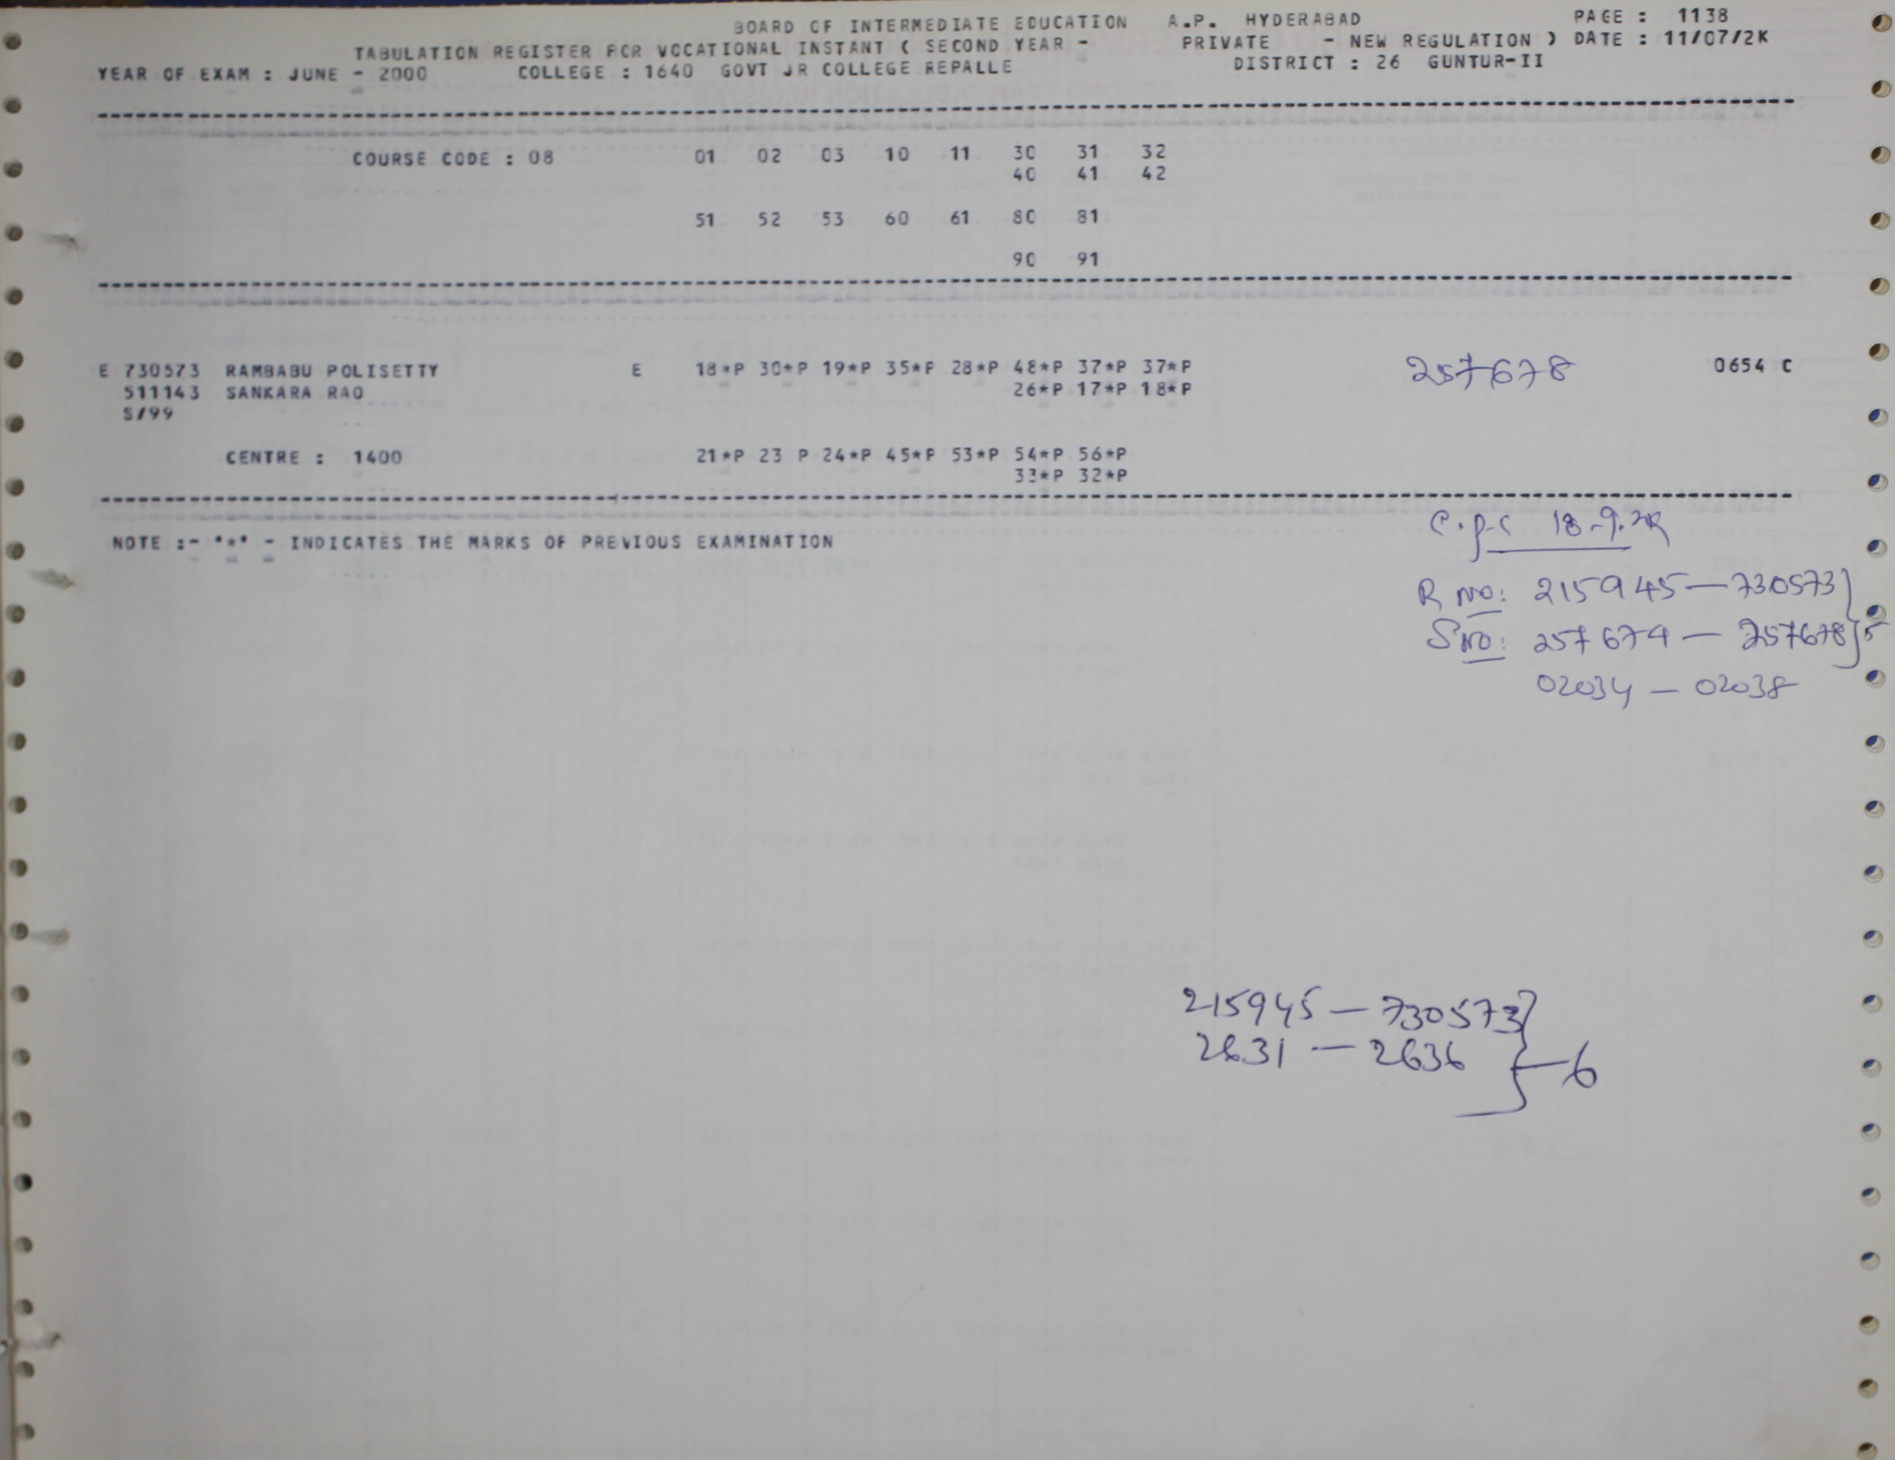 BOARD OF INTERMEDIATE EDUCATION A.P. HYDERABAD PAGE : 1138
TABULATION REGISTER FOR VOCATIONAL INSTANT ( SECOND YEAR - PRIVATE - NEW REGULATION ) DATE : 11/07/2K
YEAR OF EXAM : JUNE - 2000 COLLEGE : 1640 GOVT JR COLLEGE REPALLE DISTRICT : 26 GUNTUR-II
COURSE CODE : 08 01 02 03 10 11 30 31 32
40 41 42
51 52 53 60 61 80 81
90 91
E 730573 RAMBABU POLISETTY E 18*P 30*P 19*P 35*P 28*P 48*P 37*P 37*P 257678 0654 C
511143 SANKARA RAO 26*P 17*P 18*P
S/99
CENTRE : 1400 21*P 23 P 24*P 45*P 53*P 54*P 56*P
33*P 32*P
NOTE :- "*" - INDICATES THE MARKS OF PREVIOUS EXAMINATION
18-9-2K
R NO: 215945 — 730573
S NO: 257674 — 257678 } 5
02034 — 02038
215945 — 730573
2631 — 2636 } — 6